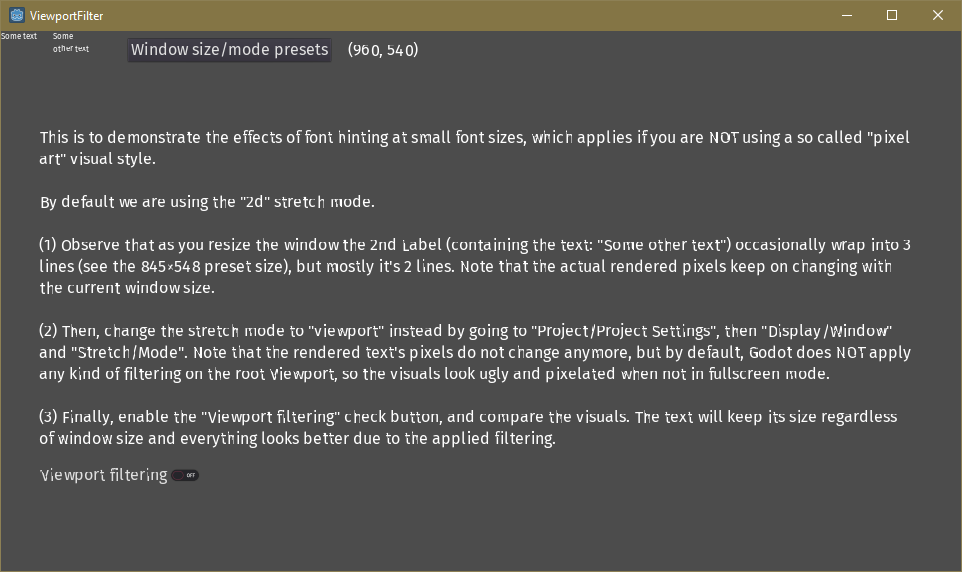 ViewportFilter
Some text
Some
other text
Window size/mode presets
(960, 540)
This is to demonstrate the effects of font hinting at small font sizes, which applies if you are NOT using a so called "pixel
art" visual style.
By default we are using the "2d" stretch mode.
(1) Observe that as you resize the window the 2nd Label (containing the text: "Some other text") occasionally wrap into 3
lines (see the 845×548 preset size), but mostly it's 2 lines. Note that the actual rendered pixels keep on changing with
the current window size.
(2) Then, change the stretch mode to "viewport" instead by going to "Project/Project Settings", then "Display/Window"
and "Stretch/Mode". Note that the rendered text's pixels do not change anymore, but by default, Godot does NOT apply
any kind of filtering on the root Viewport, so the visuals look ugly and pixelated when not in fullscreen mode.
(3) Finally, enable the "Viewport filtering" check button, and compare the visuals. The text will keep its size regardless
of window size and everything looks better due to the applied filtering.
Viewport filtering OFF